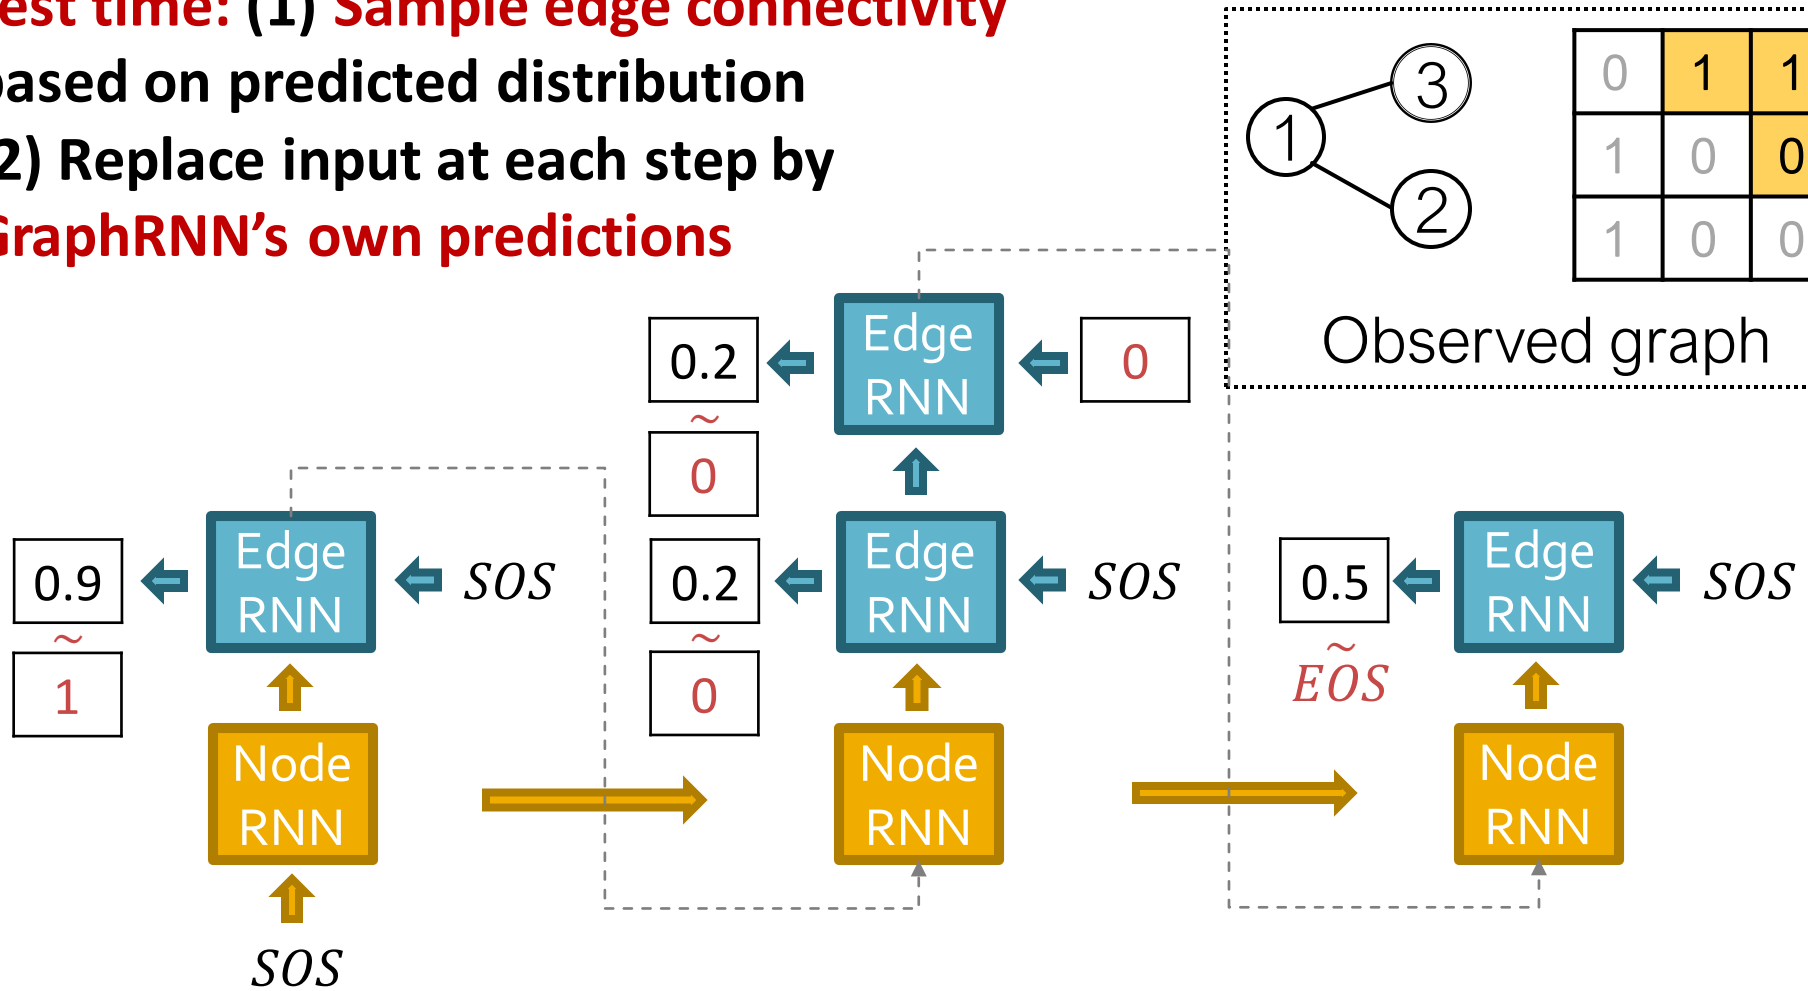 est time: (1) Sample edge connectivity
based on predicted distribution
2) Replace input at each step by
GraphRNN's own predictions
1
3
2
0 1 1
1 0 0
1 0 0
Observed graph
0.2
Edge
RNN
0
~
0
0.9
Edge
RNN
SOS
~
1
0.2
Edge
RNN
SOS
~
0
0.5
Edge
RNN
SOS
~
EOS
Node
RNN
Node
RNN
Node
RNN
SOS